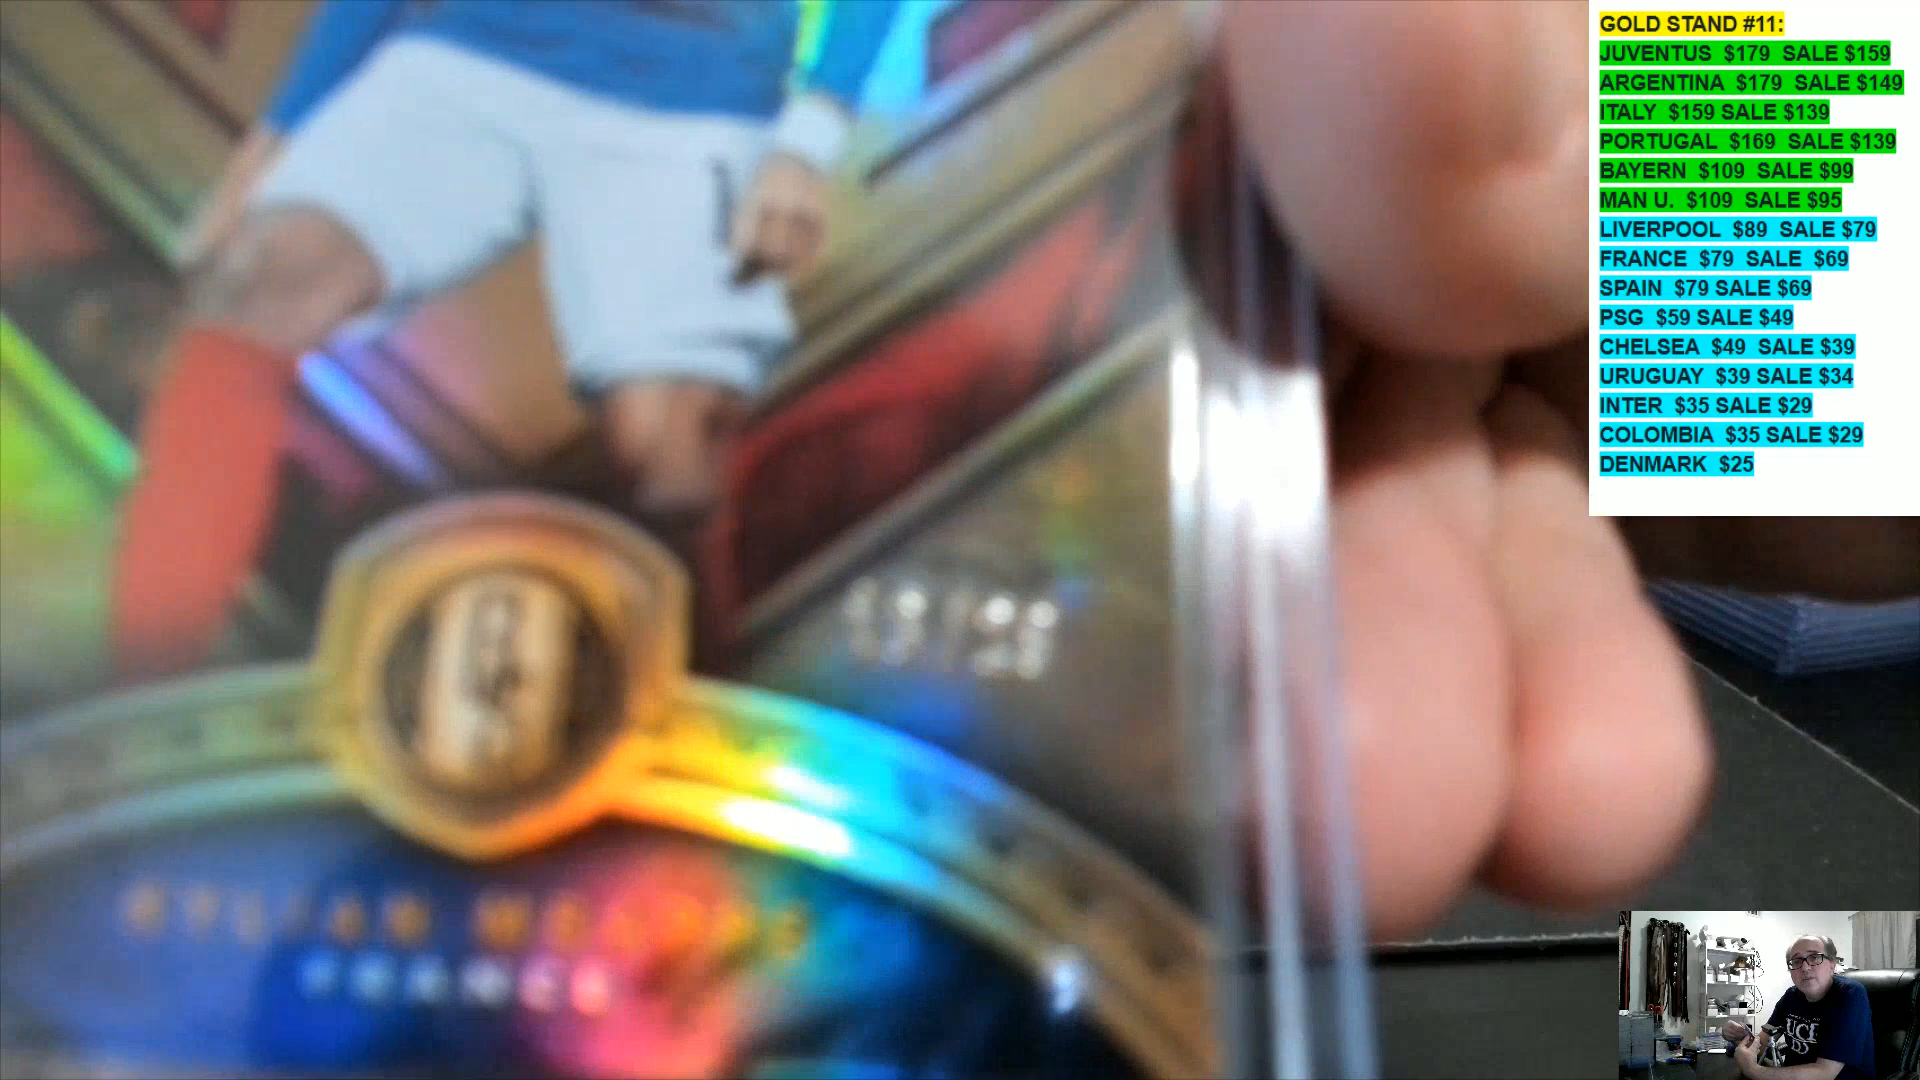 GOLD STAND #11:
JUVENTUS $179 SALE $159
ARGENTINA $179 SALE $149
ITALY $159 SALE $139
PORTUGAL $169 SALE $139
BAYERN $109 SALE $99
MAN U. $109 SALE $95
LIVERPOOL $89 SALE $79
FRANCE $79 SALE $69
SPAIN $79 SALE $69
PSG $59 SALE $49
CHELSEA $49 SALE $39
URUGUAY $39 SALE $34
INTER $35 SALE $29
COLOMBIA $35 SALE $29
DENMARK $25
FRANCE